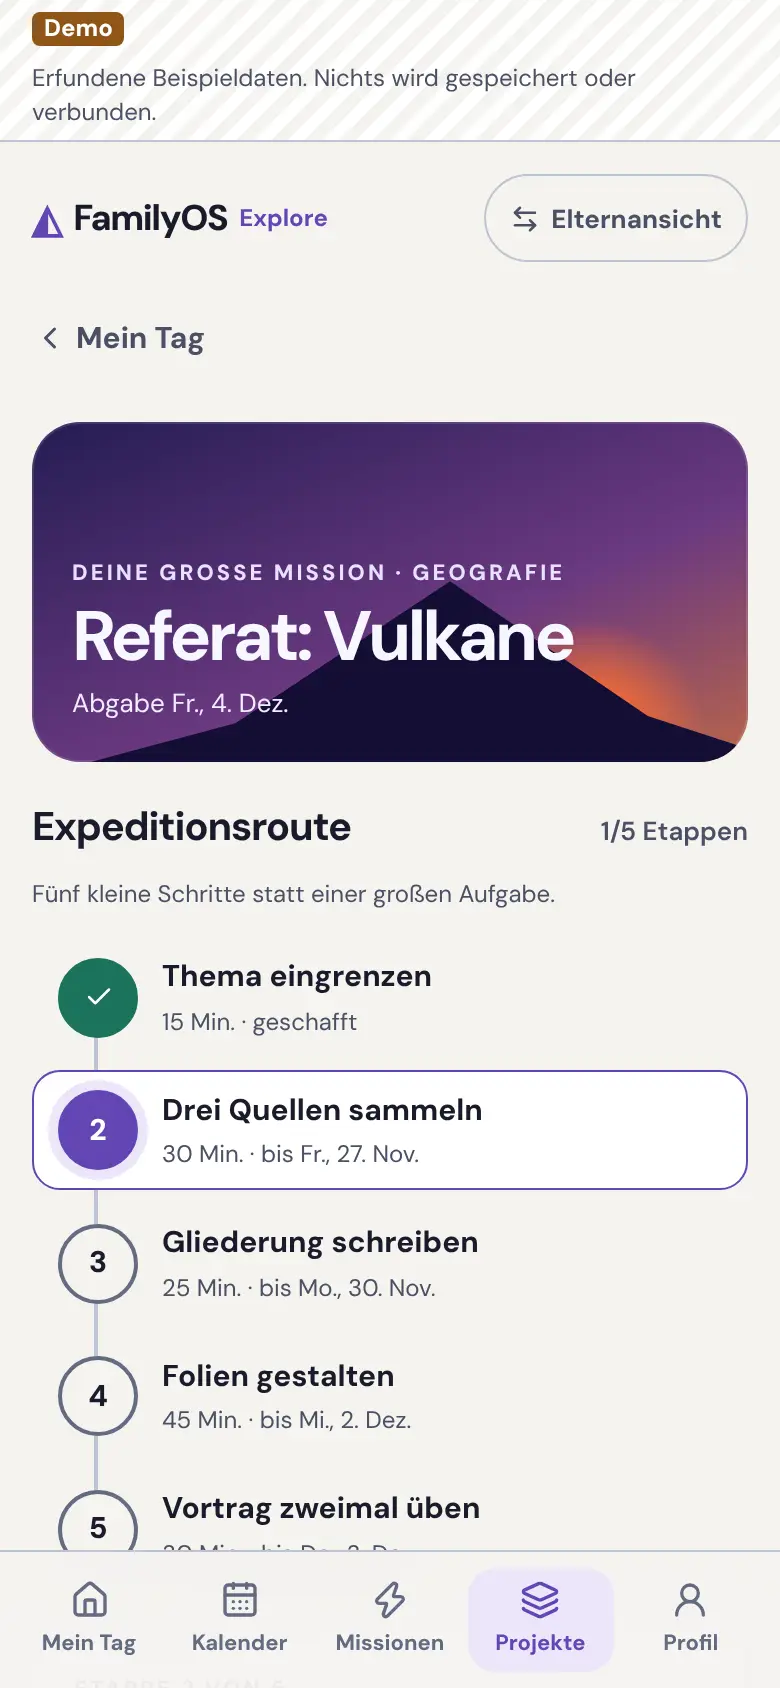 Demo
Erfundene Beispieldaten. Nichts wird gespeichert oder
verbunden.
FamilyOS Explore
Elternansicht
Mein Tag
DEINE GROSSE MISSION · GEOGRAFIE
Referat: Vulkane
Abgabe Fr., 4. Dez.
Expeditionsroute
1/5 Etappen
Fünf kleine Schritte statt einer großen Aufgabe.
Thema eingrenzen
15 Min. · geschafft
2
Drei Quellen sammeln
30 Min. · bis Fr., 27. Nov.
3
Gliederung schreiben
25 Min. · bis Mo., 30. Nov.
4
Folien gestalten
45 Min. · bis Mi., 2. Dez.
5
Vortrag zweimal üben
Mein Tag
Kalender
Missionen
Projekte
Profil